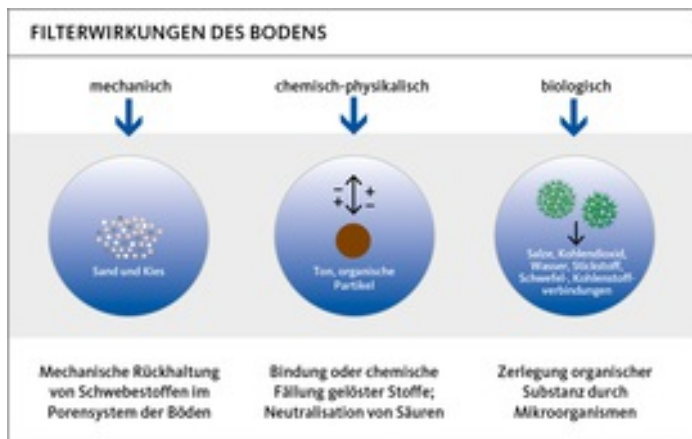 FILTERWIRKUNGEN DES BODENS
mechanisch
chemisch-physikalisch
biologisch
Sand und Kies
Ton, organische
Partikel
Salze, Kohlendioxid,
Wasser, Stickstoff,
Schwefel-, Kohlenstoff-
verbindungen
Mechanische Rückhaltung
von Schwebestoffen im
Porensystem der Böden
Bindung oder chemische
Fällung gelöster Stoffe;
Neutralisation von Säuren
Zerlegung organischer
Substanz durch
Mikroorganismen